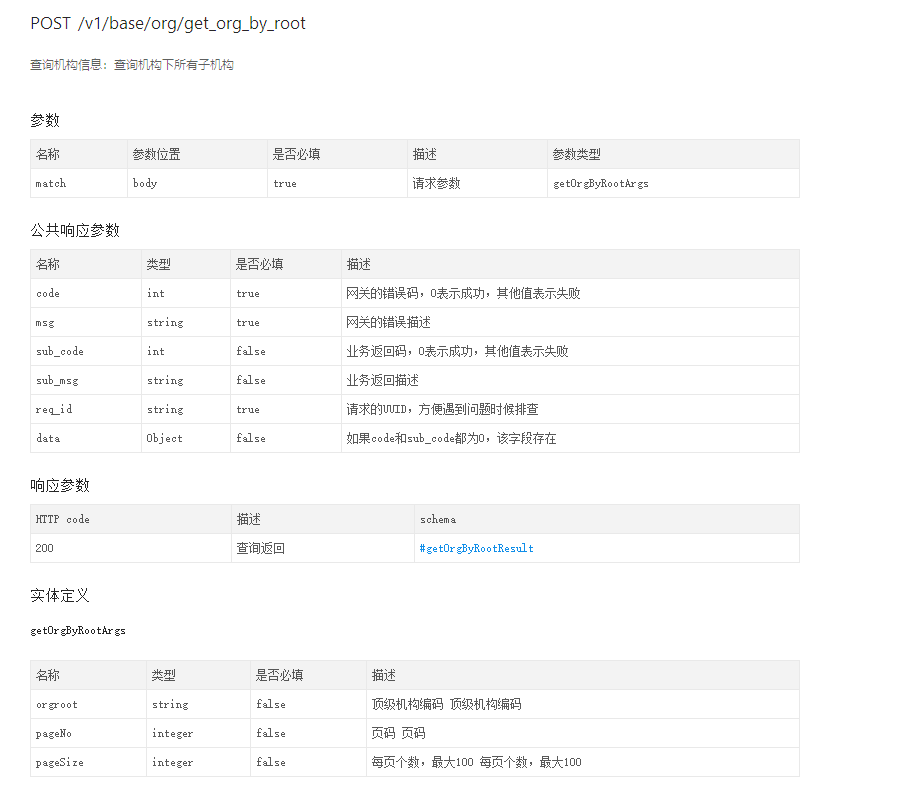 POST /v1/base/org/get_org_by_root
查询机构信息：查询机构下所有子机构
参数
名称 参数位置 是否必填 描述 参数类型
match body true 请求参数 getOrgByRootArgs
公共响应参数
名称 类型 是否必填 描述
code int true 网关的错误码，0表示成功，其他值表示失败
msg string true 网关的错误描述
sub_code int false 业务返回码，0表示成功，其他值表示失败
sub_msg string false 业务返回描述
req_id string true 请求的UUID，方便遇到问题时候排查
data Object false 如果code和sub_code都为0，该字段存在
响应参数
HTTP code 描述 schema
200 查询返回 #getOrgByRootResult
实体定义
getOrgByRootArgs
名称 类型 是否必填 描述
orgroot string false 顶级机构编码 顶级机构编码
pageNo integer false 页码 页码
pageSize integer false 每页个数，最大100 每页个数，最大100